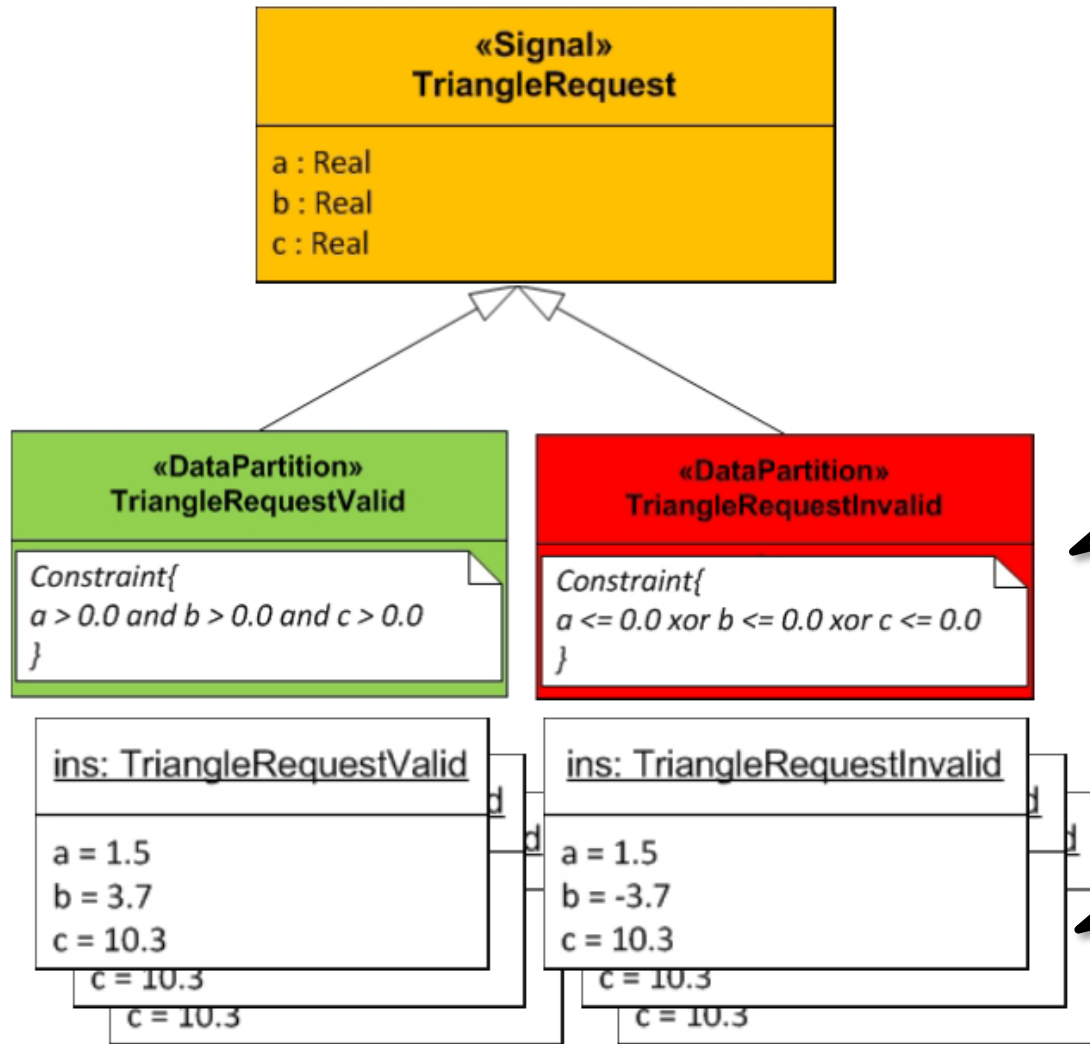 «Signal»
TriangleRequest
a : Real
b : Real
c : Real
«DataPartition»
TriangleRequestValid
Constraint{
a > 0.0 and b > 0.0 and c > 0.0
}
«DataPartition»
TriangleRequestInvalid
Constraint{
a <= 0.0 xor b <= 0.0 xor c <= 0.0
}
ins: TriangleRequestValid
a = 1.5
b = 3.7
c = 10.3
c = 10.3
c = 10.3
ins: TriangleRequestInvalid
a = 1.5
b = -3.7
c = 10.3
c = 10.3
c = 10.3